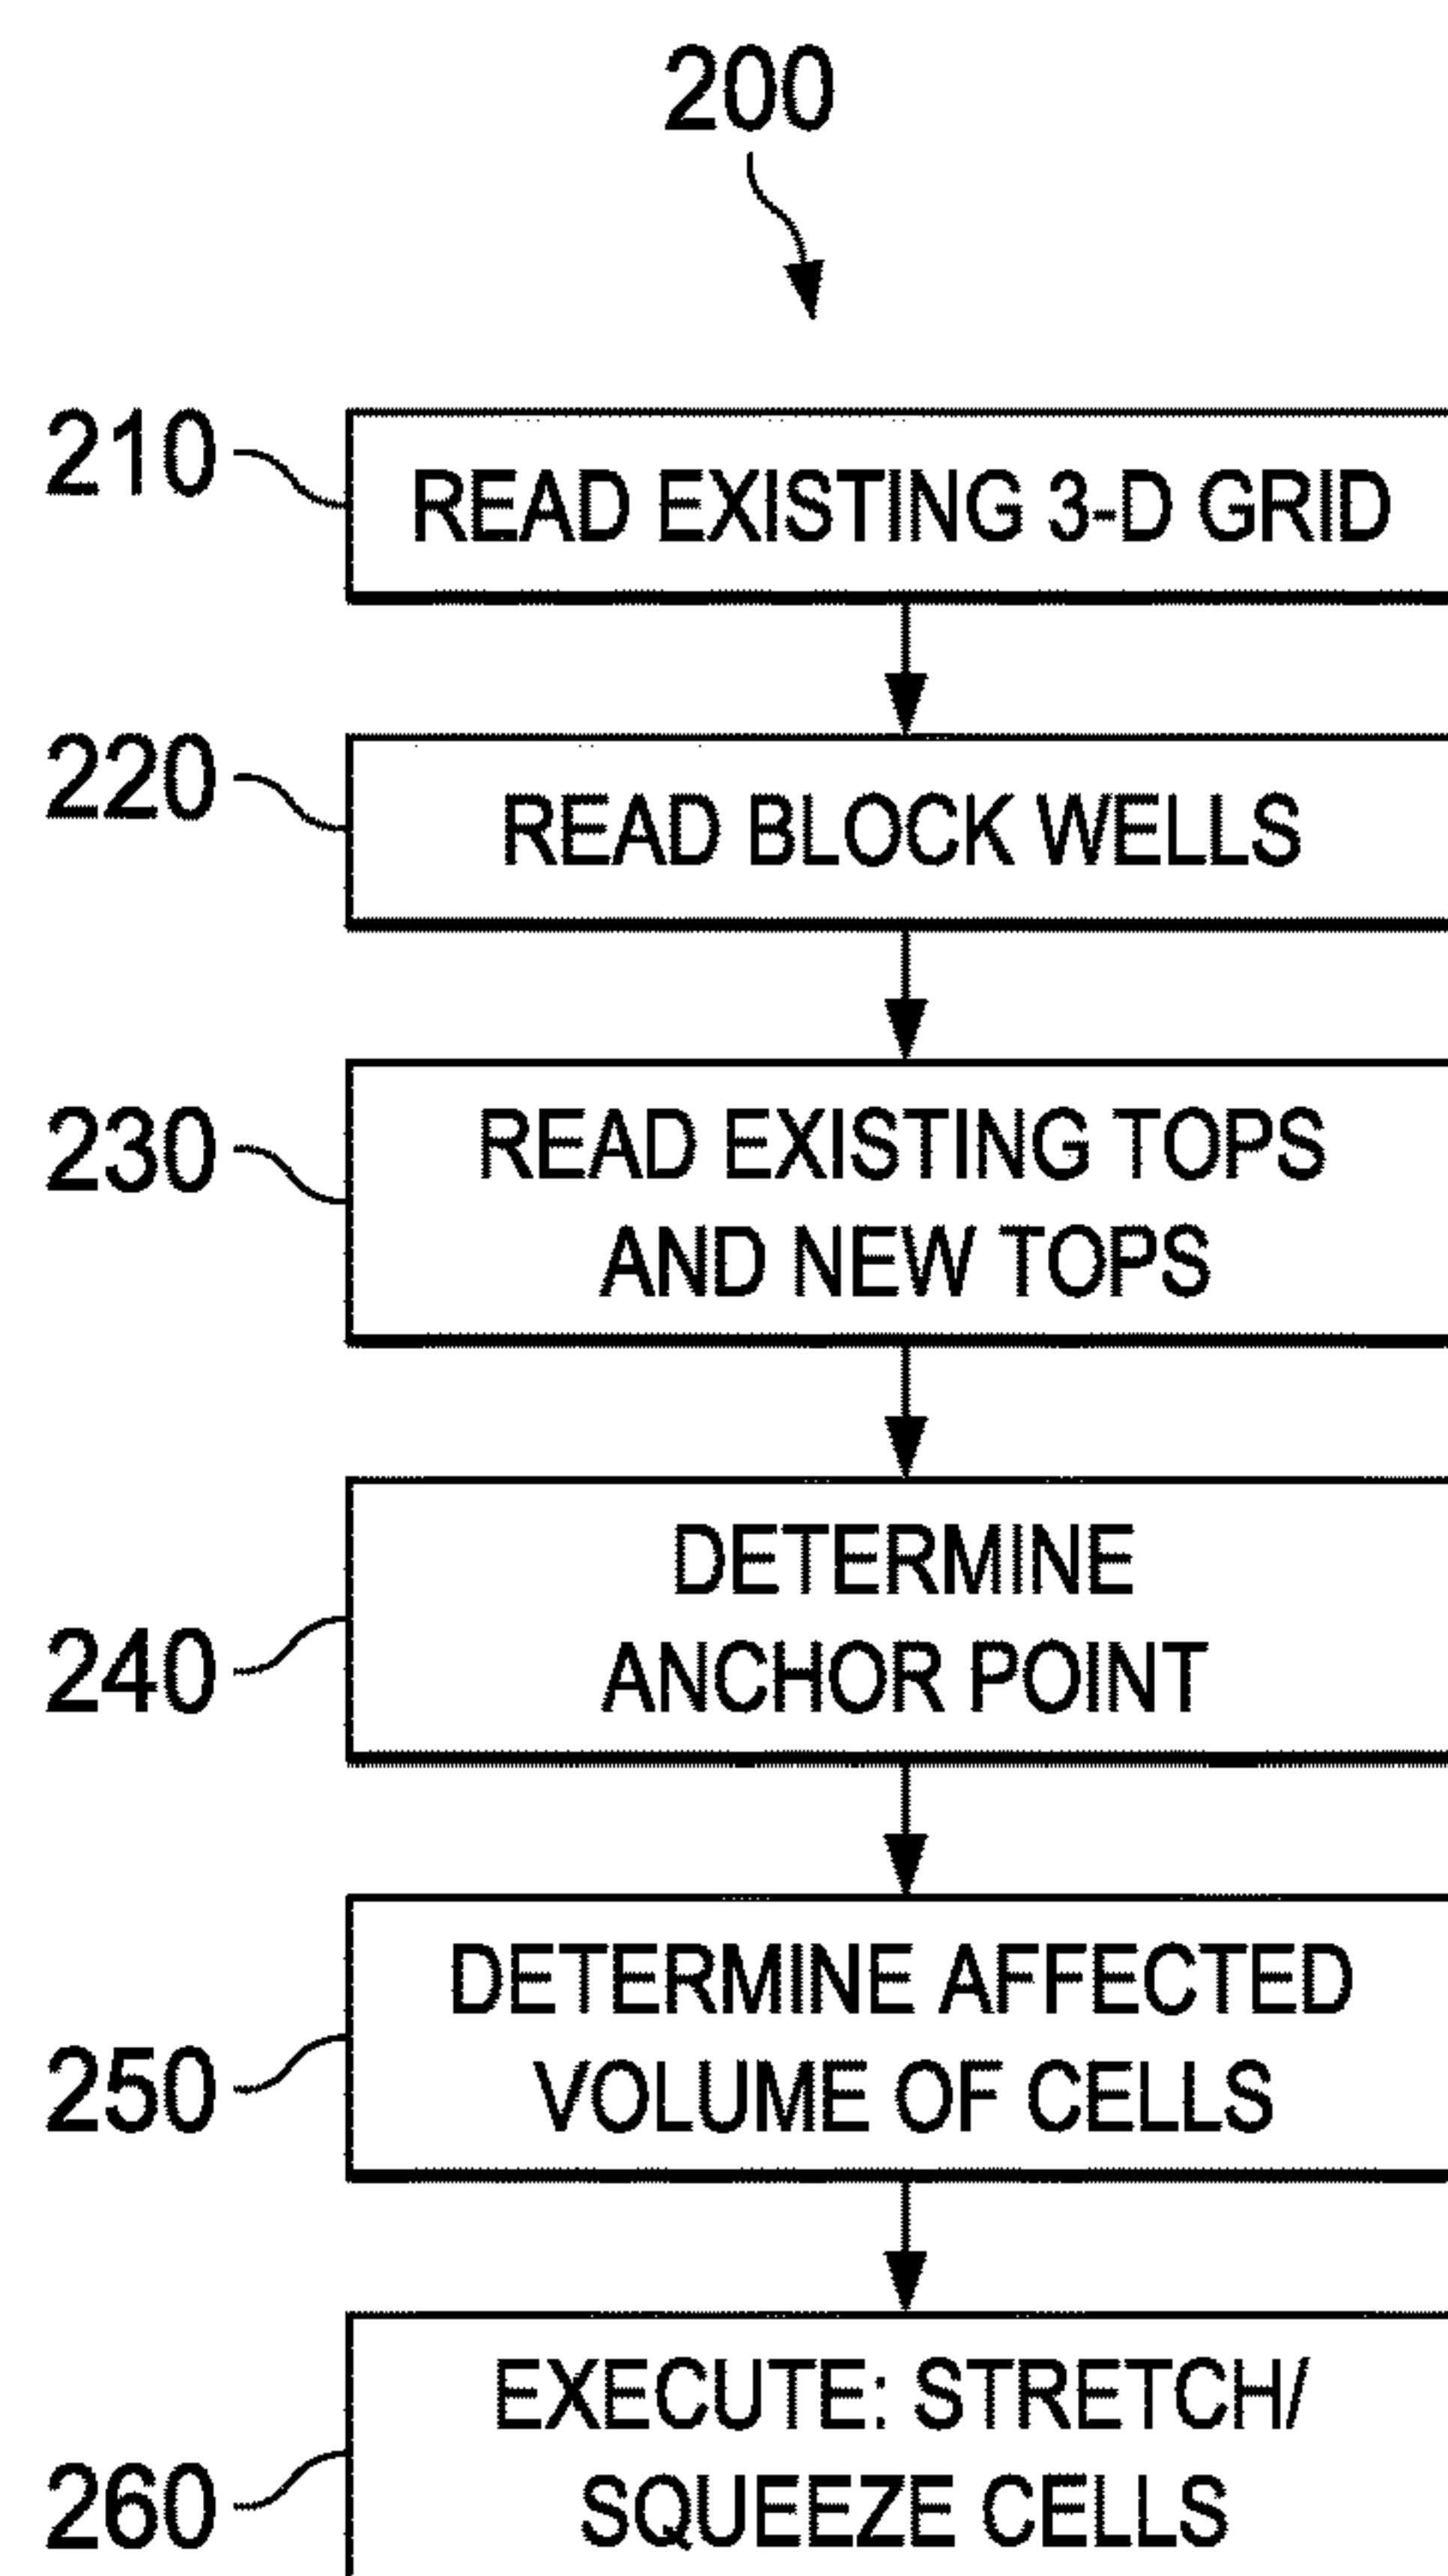 200
210
READ EXISTING 3-D GRID
220
READ BLOCK WELLS
230
READ EXISTING TOPS
AND NEW TOPS
240
DETERMINE
ANCHOR POINT
250
DETERMINE AFFECTED
VOLUME OF CELLS
260
EXECUTE: STRETCH/
SQUEEZE CELLS